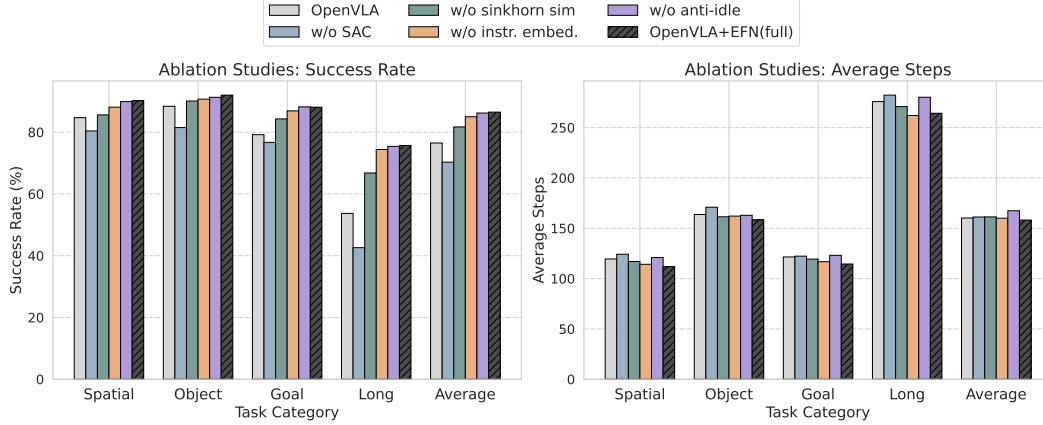 OpenVLA
w/o SAC
w/o sinkhorn sim
w/o instr. embed.
w/o anti-idle
OpenVLA+EFN(full)
Ablation Studies: Success Rate
Success Rate (%)
80
60
40
20
0
Spatial Object Goal Long Average
Task Category
Ablation Studies: Average Steps
Average Steps
250
200
150
100
50
0
Spatial Object Goal Long Average
Task Category